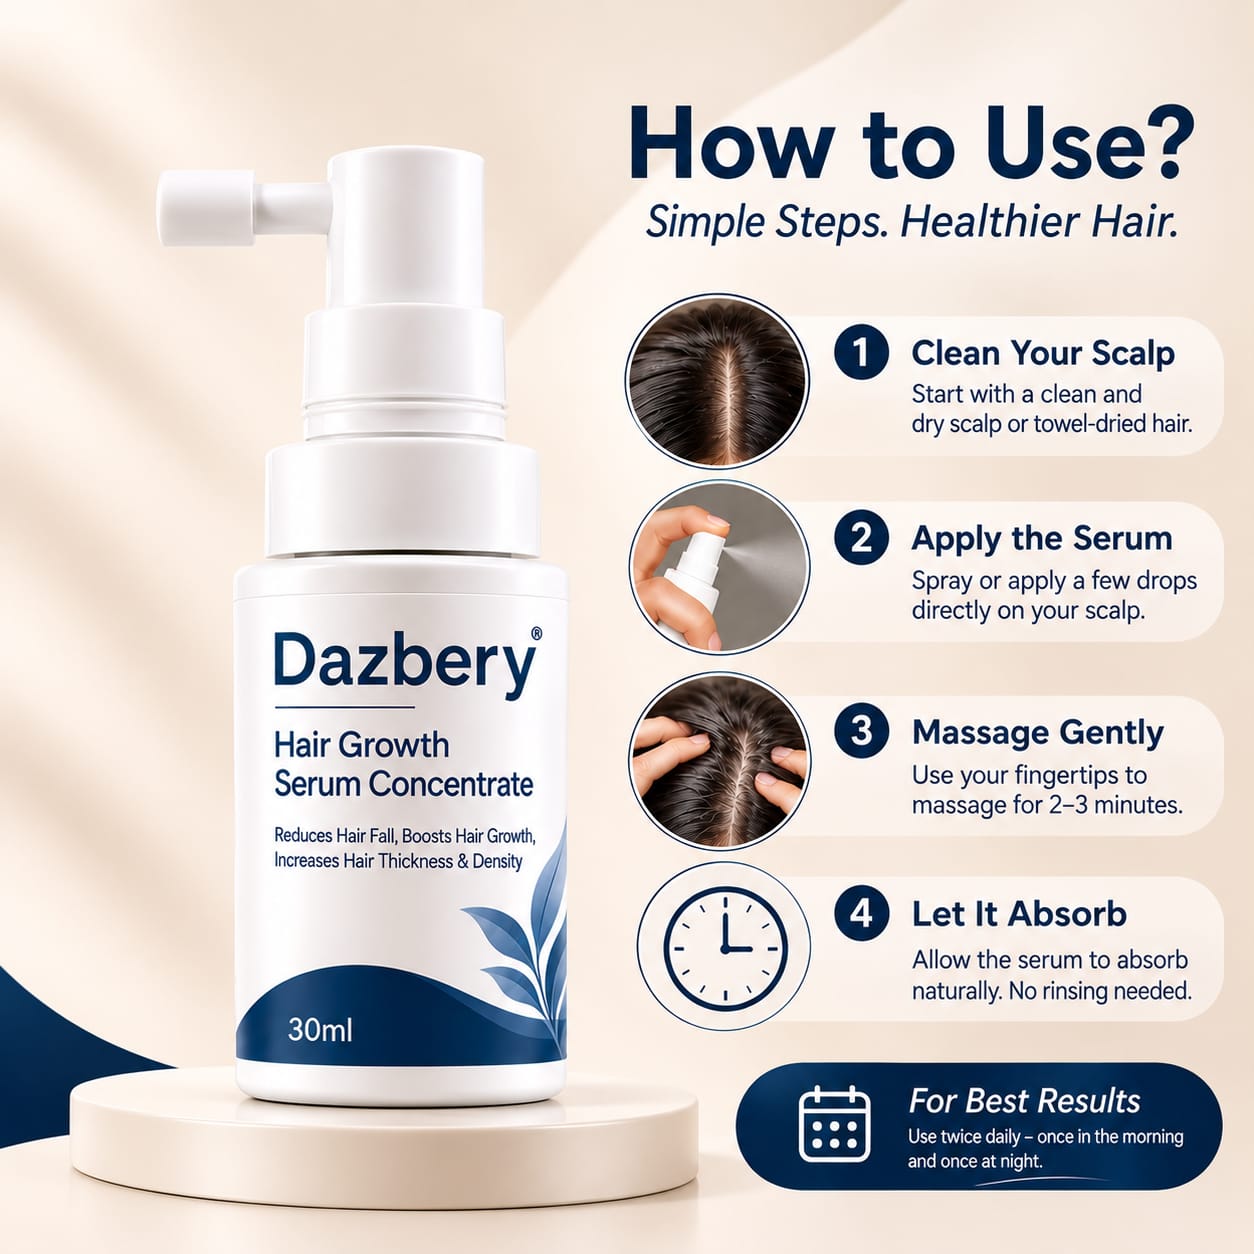 How to Use?
Simple Steps. Healthier Hair.
1 Clean Your Scalp
Start with a clean and
dry scalp or towel-dried hair.
2 Apply the Serum
Spray or apply a few drops
directly on your scalp.
3 Massage Gently
Use your fingertips to
massage for 2–3 minutes.
4 Let It Absorb
Allow the serum to absorb
naturally. No rinsing needed.
For Best Results
Use twice daily – once in the morning
and once at night.
Dazbery®
Hair Growth
Serum Concentrate
Reduces Hair Fall, Boosts Hair Growth,
Increases Hair Thickness & Density
30ml